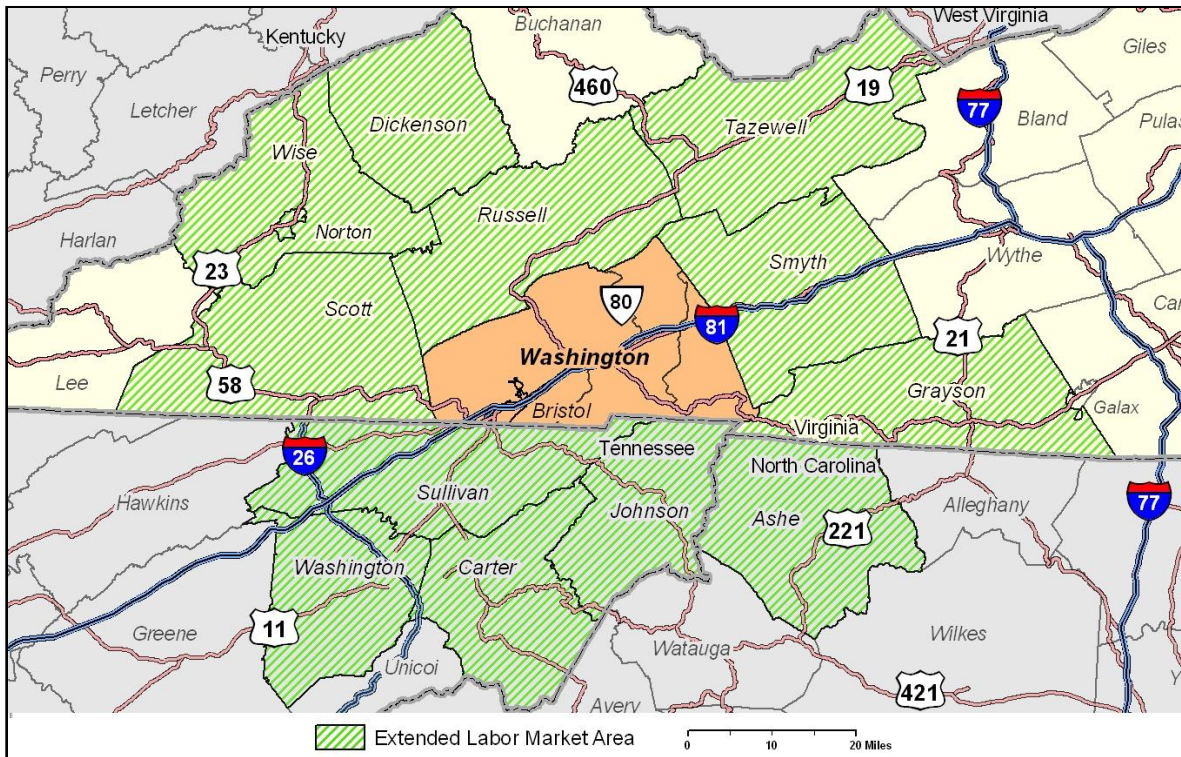 West Virginia
Buchanan
Kentucky
Giles
Perry
460
19
Letcher
77
Dickenson
Bland
Pulas
Tazewell
Wise
Russell
Norton
Harlan
Smyth
Wythe
23
80
Scott
Car
81
21
Washington
Lee
58
Grayson
Bristol
Galax
Virginia
Tennessee
26
North Carolina
Sullivan
77
Hawkins
Johnson
Ashe
221
Alleghany
Washington
Carter
11
Greene
Wilkes
Unicoi
Watauga
Y
421
Avery
Extended Labor Market Area
0 10 20 Miles